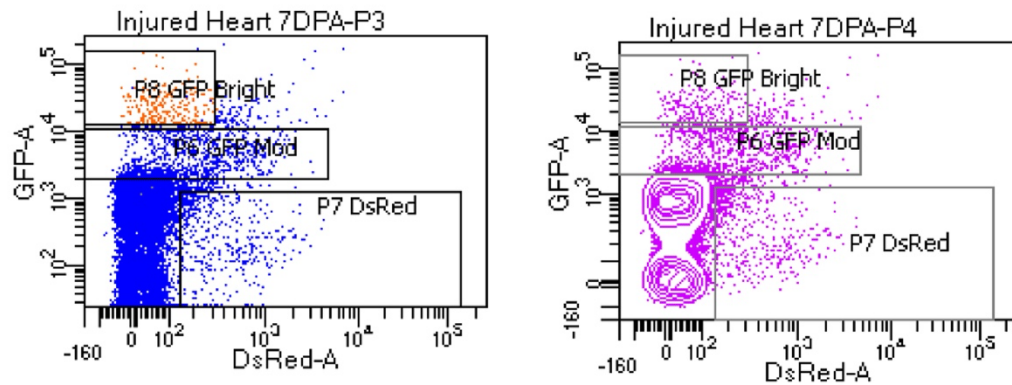 Injured Heart 7DPA-P3
GFP-A
10^5
10^4
10^3
10^2
P8 GFP Bright
P6 GFP Mod
P7 DsRed
-160
0
10^2
10^3
10^4
10^5
DsRed-A
Injured Heart 7DPA-P4
GFP-A
10^5
10^4
10^3
0
-160
P8 GFP Bright
P6 GFP Mod
P7 DsRed
-160
0
10^2
10^3
10^4
10^5
DsRed-A